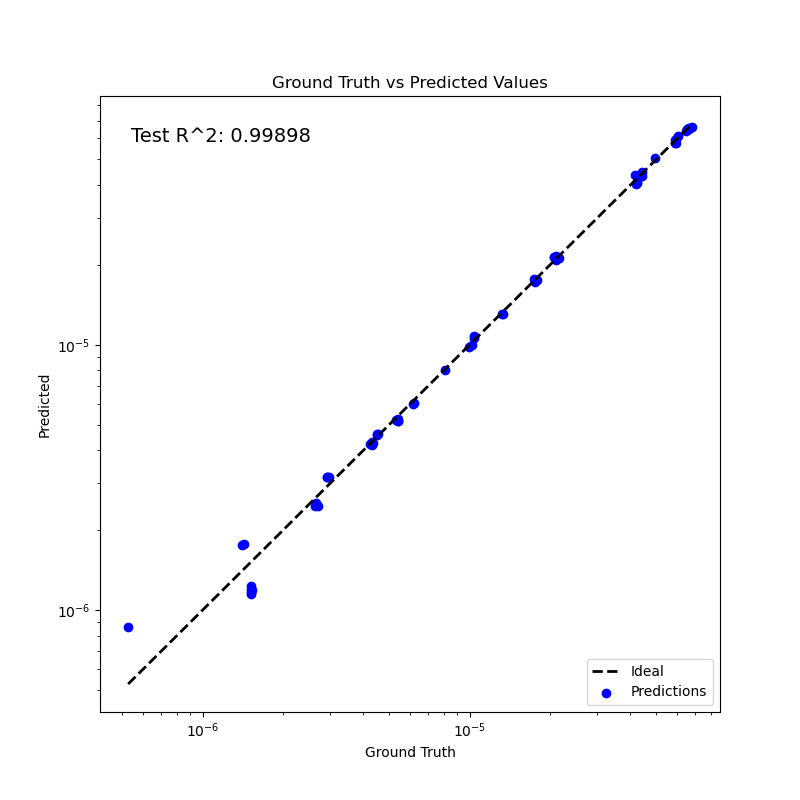 Ground Truth vs Predicted Values
Test R^2: 0.99898
10⁻⁵
Predicted
10⁻⁶
Ideal
Predictions
10⁻⁶
10⁻⁵
Ground Truth